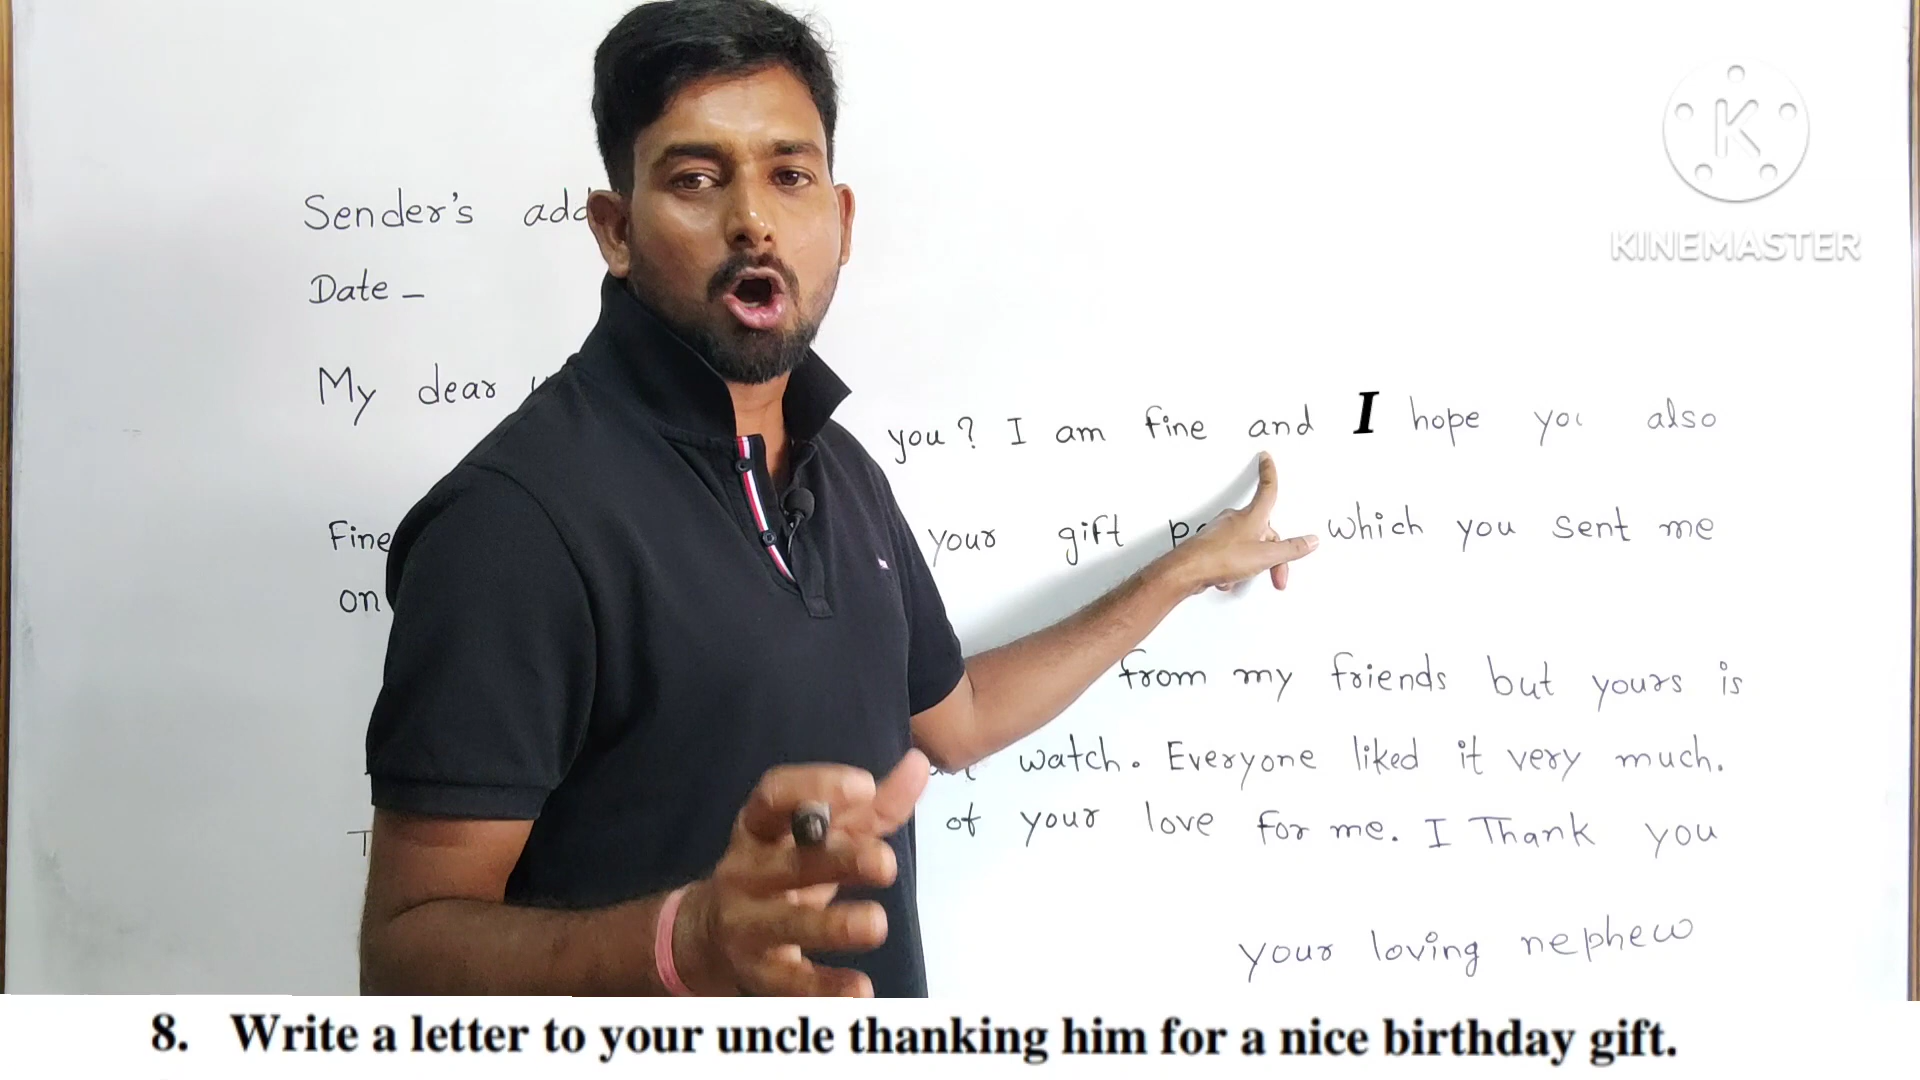 Sender's
Date –
My dear
you? I am fine and I hope you also
Fine your gift which you sent me
on
from my friends but yours is
watch. Everyone liked it very much.
of your love for me. I Thank you
your loving nephew
8. Write a letter to your uncle thanking him for a nice birthday gift.
KINEMASTER